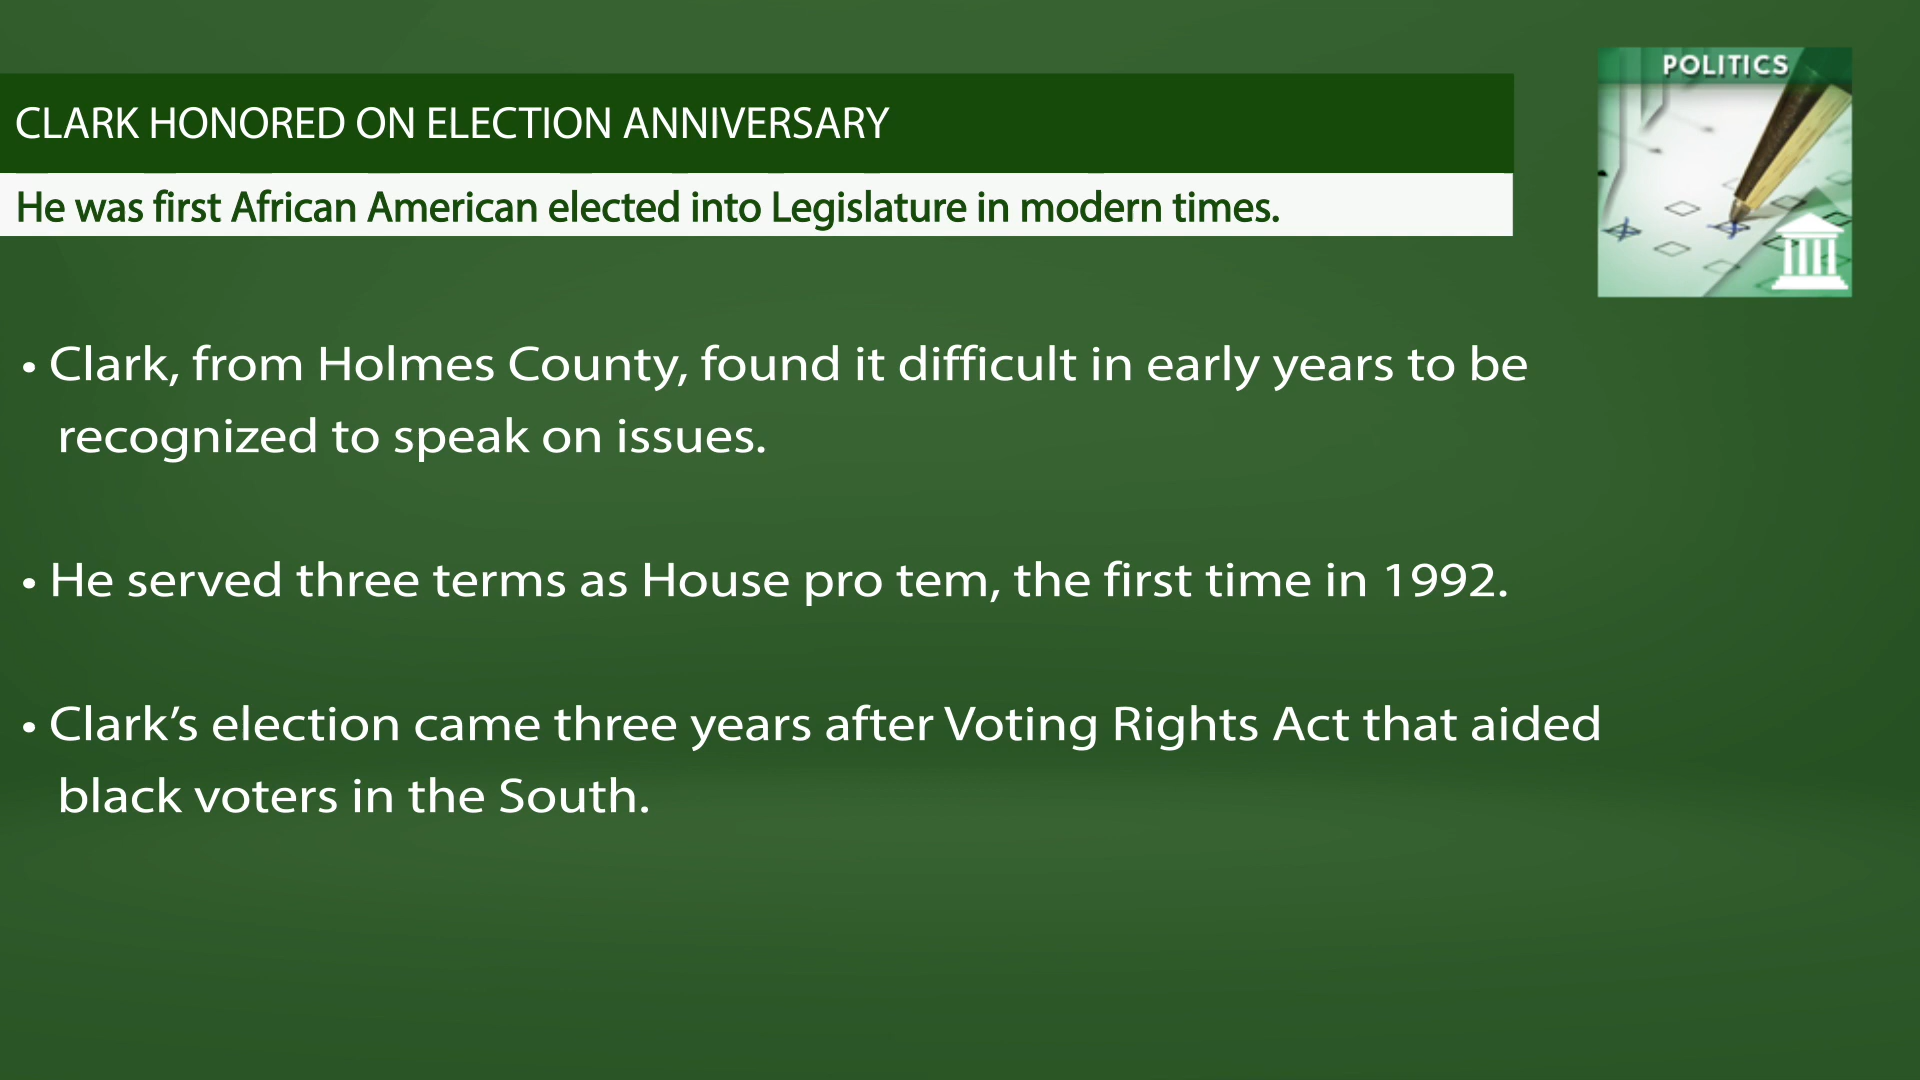 POLITICS
CLARK HONORED ON ELECTION ANNIVERSARY
He was first African American elected into Legislature in modern times.
• Clark, from Holmes County, found it difficult in early years to be
recognized to speak on issues.
• He served three terms as House pro tem, the first time in 1992.
• Clark’s election came three years after Voting Rights Act that aided
black voters in the South.